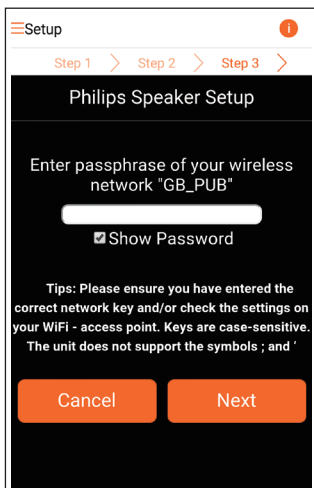 Setup
i
Step 1 Step 2 Step 3
Philips Speaker Setup
Enter passphrase of your wireless
network "GB_PUB"
Show Password
Tips: Please ensure you have entered the
correct network key and/or check the settings on
your WiFi - access point. Keys are case-sensitive.
The unit does not support the symbols ; and '
Cancel Next